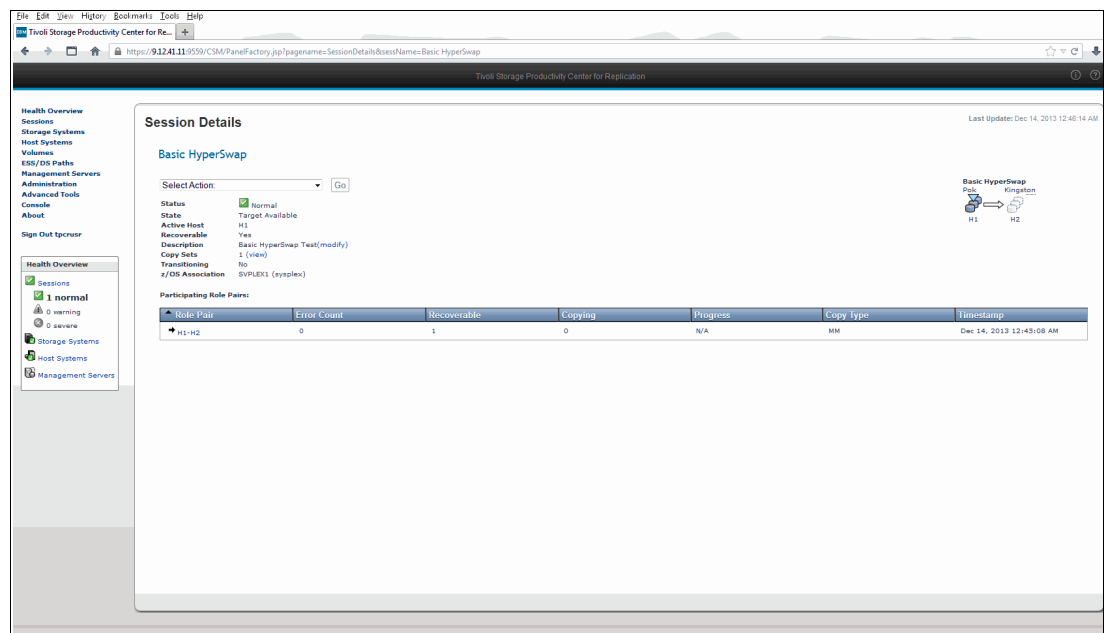 File Edit View History Bookmarks Tools Help
IBM Tivoli Storage Productivity Center for Re... +
https://9.12.41.11:9559/CSM/PanelFactory.jsp?pagename=SessionDetails&sessName=Basic HyperSwap
Tivoli Storage Productivity Center for Replication
Health Overview
Sessions
Storage Systems
Host Systems
Volumes
ESS/DS Paths
Management Servers
Administration
Advanced Tools
Console
About
Sign Out tpcrusr
Health Overview
Sessions
1 normal
0 warning
0 severe
Storage Systems
Host Systems
Management Servers
Session Details
Last Update: Dec 14, 2013 12:46:14 AM
Basic HyperSwap
Select Action: Go
Status Normal
State Target Available
Active Host H1
Recoverable Yes
Description Basic HyperSwap Test(modify)
Copy Sets 1 (view)
Transitioning No
z/OS Association SVPLEX1 (sysplex)
Basic HyperSwap
Pok Kingston
H1 H2
Participating Role Pairs:
Role Pair Error Count Recoverable Copying Progress Copy Type Timestamp
H1-H2 0 1 0 N/A MM Dec 14, 2013 12:45:08 AM